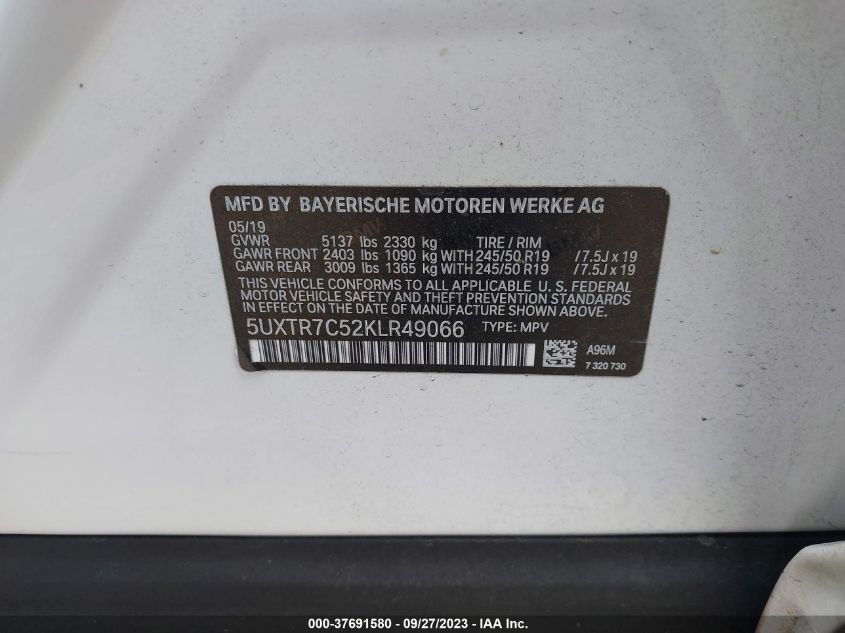 MFD BY BAYERISCHE MOTOREN WERKE AG
05/19
GVWR 5137 lbs 2330 kg TIRE / RIM
GAWR FRONT 2403 lbs 1090 kg WITH 245/50 R19 /7.5J x 19
GAWR REAR 3009 lbs 1365 kg WITH 245/50 R19 /7.5J x 19
THIS VEHICLE CONFORMS TO ALL APPLICABLE U. S. FEDERAL
MOTOR VEHICLE SAFETY AND THEFT PREVENTION STANDARDS
IN EFFECT ON THE DATE OF MANUFACTURE SHOWN ABOVE.
5UXTR7C52KLR49066 TYPE: MPV
A96M
7 320 730
000-37691580 - 09/27/2023 - IAA Inc.